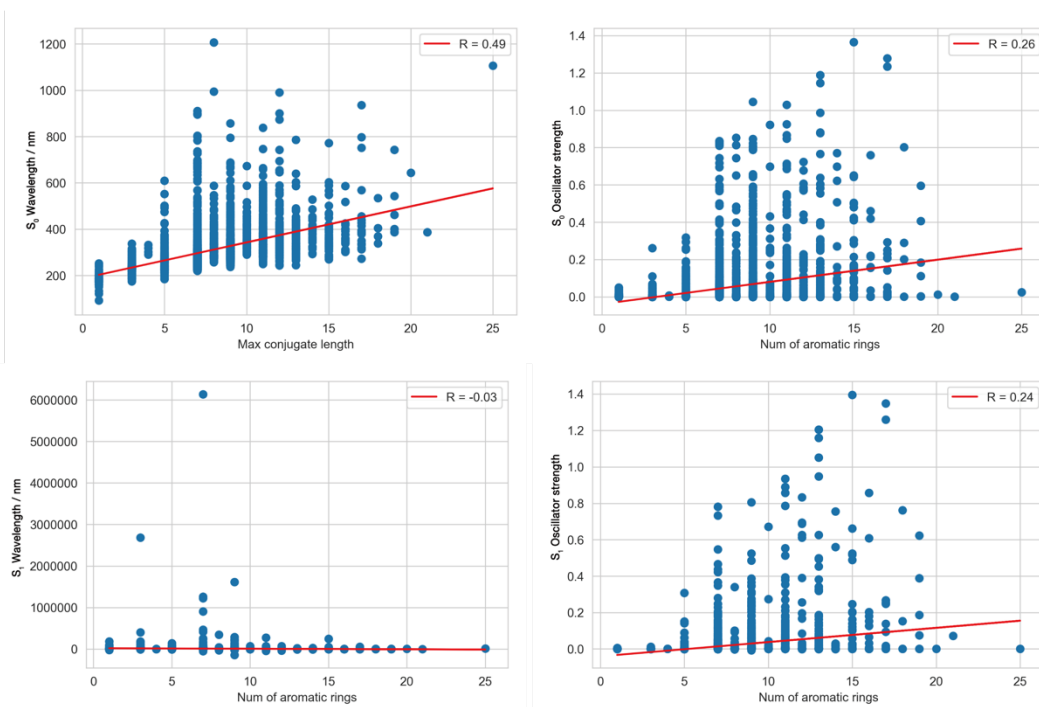 S₀ Wavelength / nm
1200
1000
800
600
400
200
0 5 10 15 20 25
Max conjugate length
R = 0.49
S₀ Oscillator strength
1.4
1.2
1.0
0.8
0.6
0.4
0.2
0.0
0 5 10 15 20 25
Num of aromatic rings
R = 0.26
S₁ Wavelength / nm
6000000
5000000
4000000
3000000
2000000
1000000
0
0 5 10 15 20 25
Num of aromatic rings
R = -0.03
S₁ Oscillator strength
1.4
1.2
1.0
0.8
0.6
0.4
0.2
0.0
0 5 10 15 20 25
Num of aromatic rings
R = 0.24